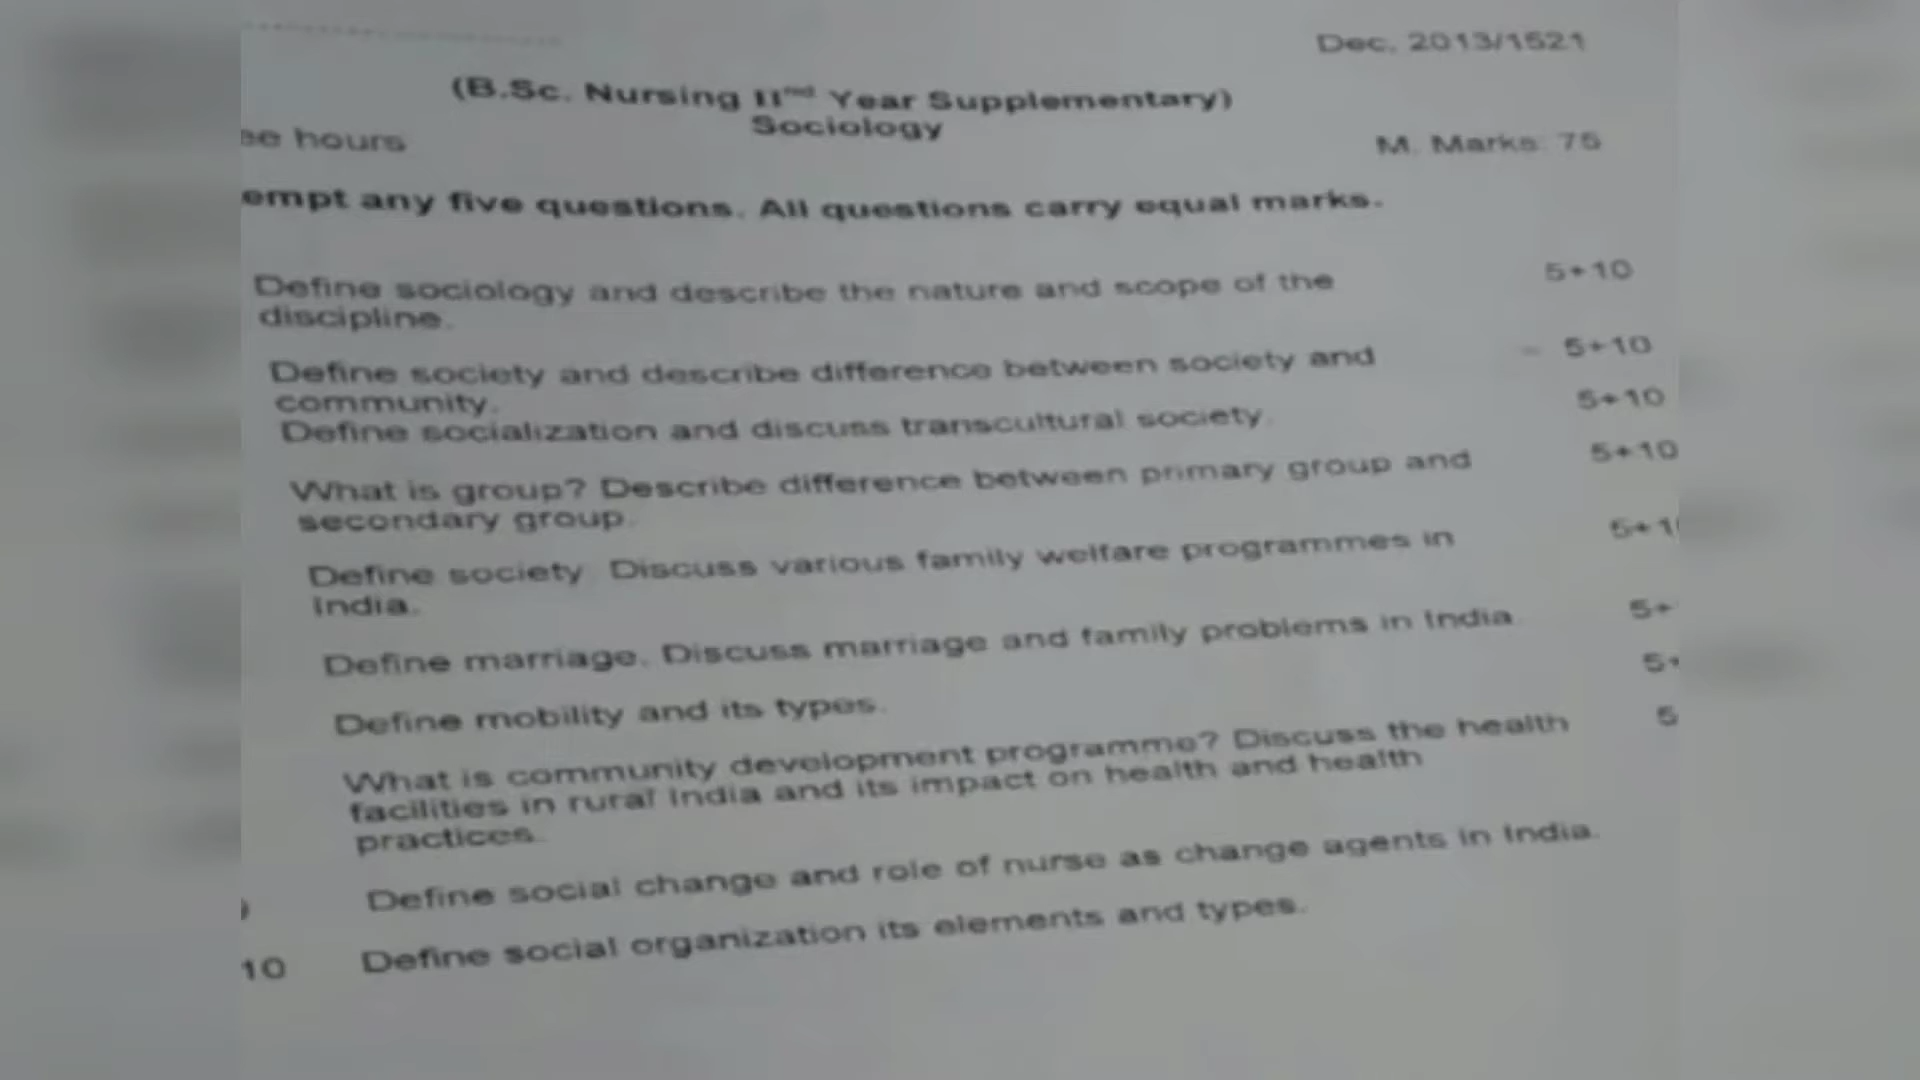 Dec. 2013/1521
(B.Sc. Nursing IInd Year Supplementary)
Sociology
ee hours
M. Marks: 75
empt any five questions. All questions carry equal marks.
Define sociology and describe the nature and scope of the 5+10
discipline.
Define society and describe difference between society and 5+10
community.
Define socialization and discuss transcultural society. 5+10
What is group? Describe difference between primary group and 5+10
secondary group.
Define society Discuss various family welfare programmes in 5+1
India.
Define marriage. Discuss marriage and family problems in India. 5+
Define mobility and its types. 5+
What is community development programme? Discuss the health 5
facilities in rural India and its impact on health and health
practices.
Define social change and role of nurse as change agents in India.
10 Define social organization its elements and types.